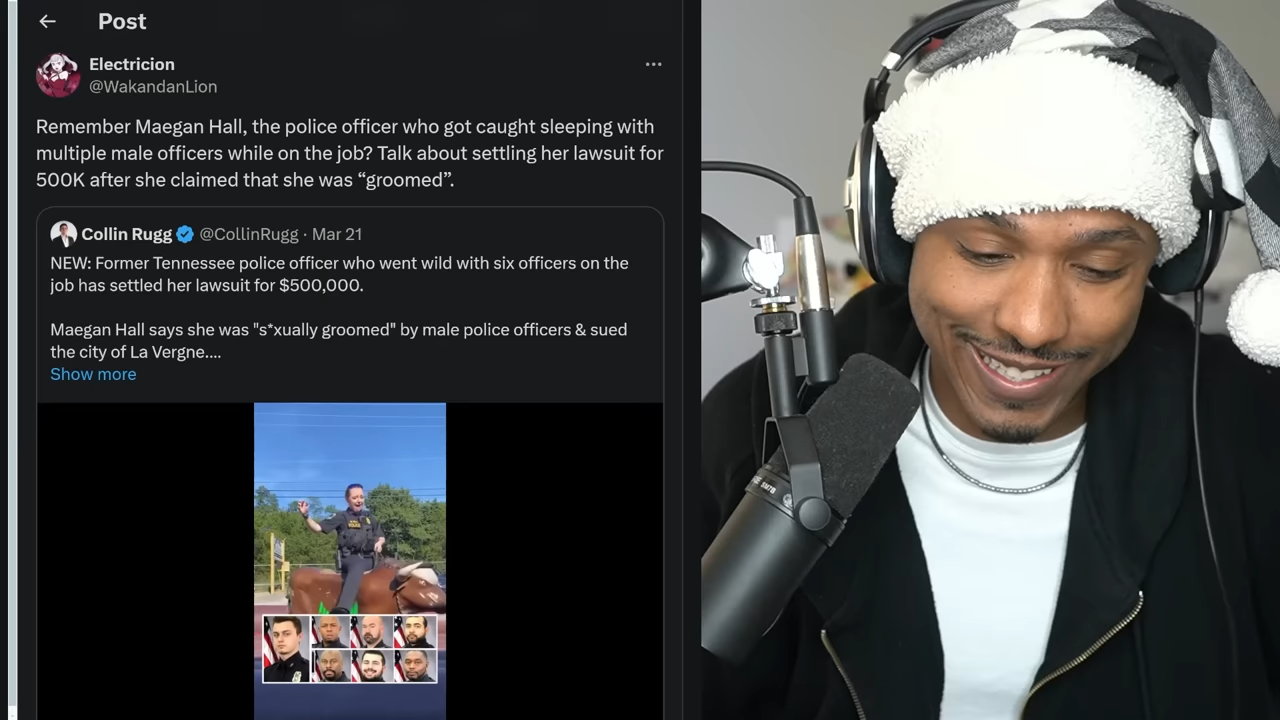 Post
Electricion
@WakandanLion
Remember Maegan Hall, the police officer who got caught sleeping with
multiple male officers while on the job? Talk about settling her lawsuit for
500K after she claimed that she was “groomed”.
Collin Rugg @CollinRugg · Mar 21
NEW: Former Tennessee police officer who went wild with six officers on the
job has settled her lawsuit for $500,000.
Maegan Hall says she was "s*xually groomed" by male police officers & sued
the city of La Vergne....
Show more
SM7B